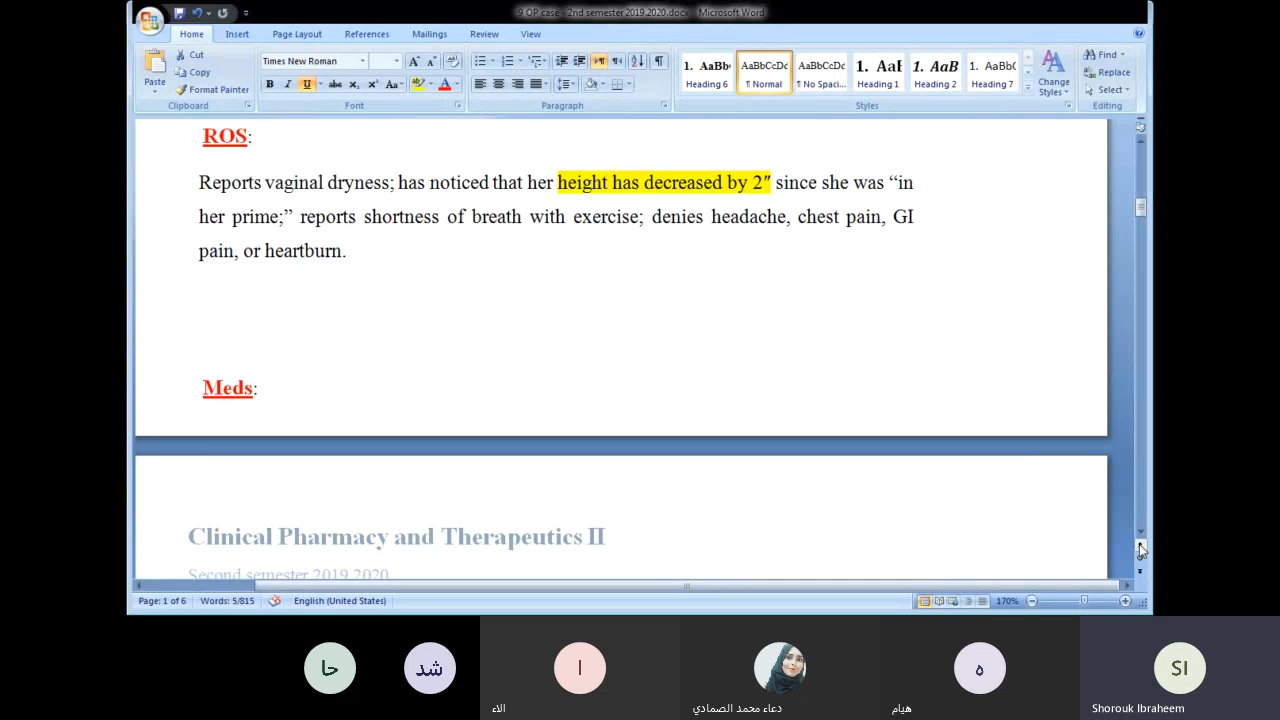 9 OP case - 2nd semester 2019.2020.docx - Microsoft Word
Home Insert Page Layout References Mailings Review View
Paste
Cut
Copy
Format Painter
Clipboard
Times New Roman
Font
Paragraph
1. AaBb
Heading 6
AaBbCcDc
¶ Normal
AaBbCcDc
¶ No Spaci...
1. AaI
Heading 1
1. AaB
Heading 2
1. AaBbC
Heading 7
Change
Styles
Styles
Find
Replace
Select
Editing
ROS:
Reports vaginal dryness; has noticed that her height has decreased by 2″ since she was “in
her prime;” reports shortness of breath with exercise; denies headache, chest pain, GI
pain, or heartburn.
Meds:
Clinical Pharmacy and Therapeutics II
Second semester 2019.2020
Page: 1 of 6 Words: 5/815 English (United States) 170%
حا
شد
ا
ه
SI
الاء
دعاء محمد الصمادي
هيام
Shorouk Ibraheem